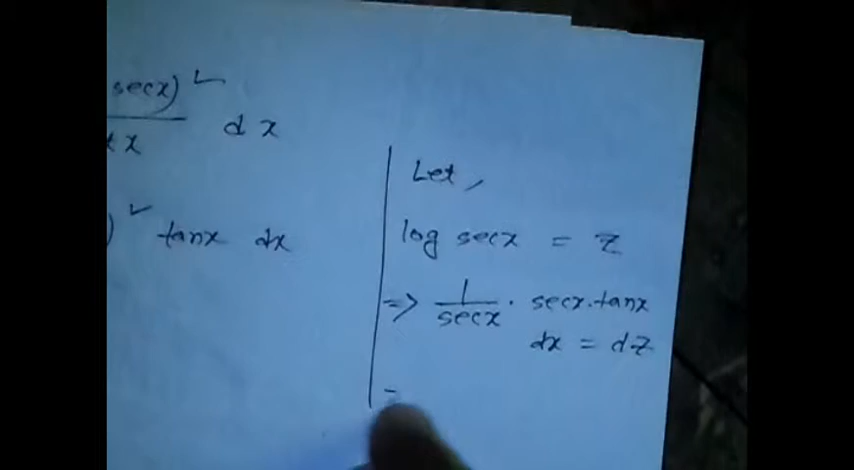 secx)²
x dx
)² tanx dx
Let,
log secx = z
=> 1/secx . secx.tanx
dx = dz